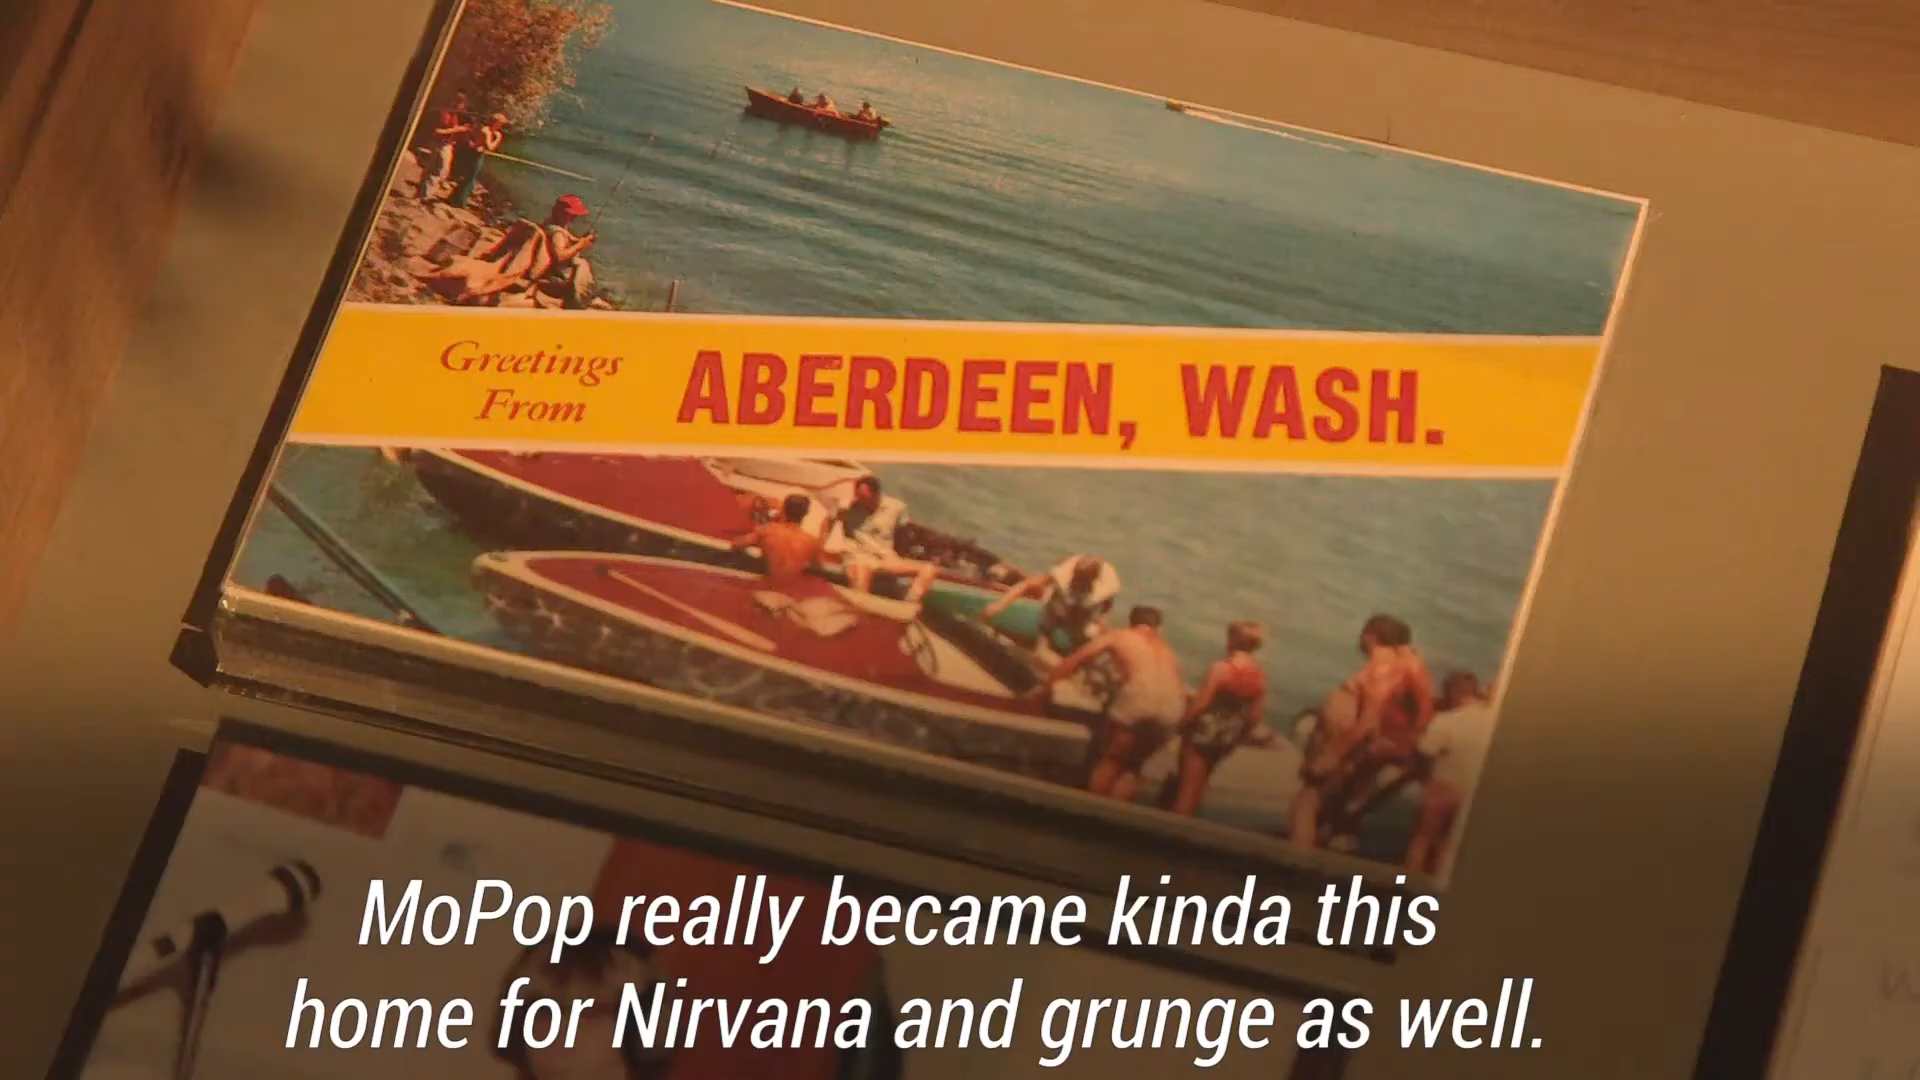 Greetings
From
ABERDEEN, WASH.
MoPop really became kinda this
home for Nirvana and grunge as well.